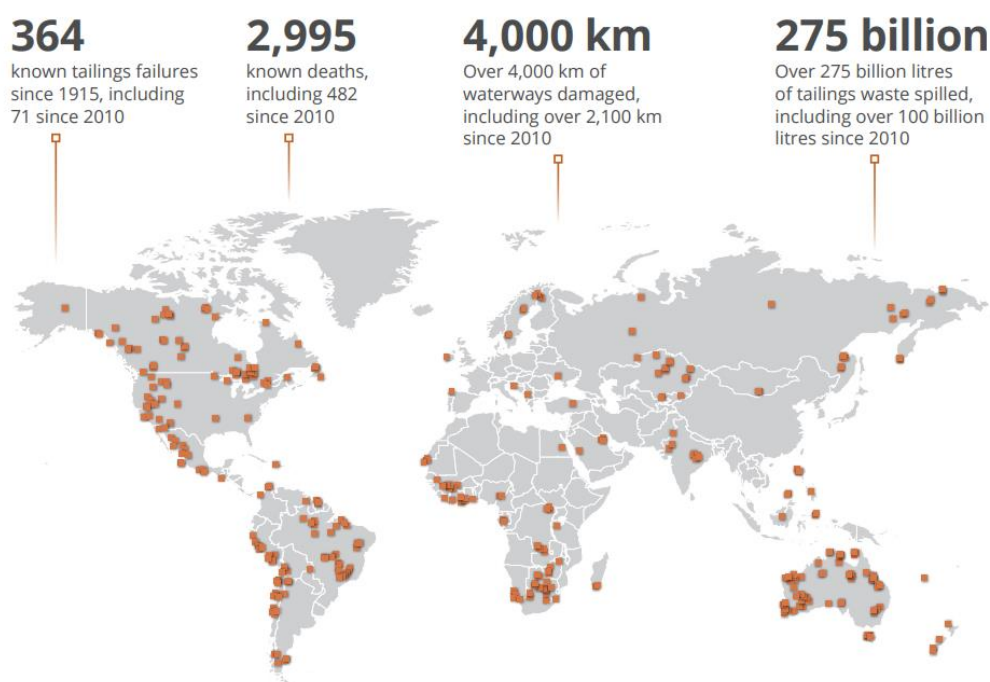 364
known tailings failures
since 1915, including
71 since 2010
2,995
known deaths,
including 482
since 2010
4,000 km
Over 4,000 km of
waterways damaged,
including over 2,100 km
since 2010
275 billion
Over 275 billion litres
of tailings waste spilled,
including over 100 billion
litres since 2010